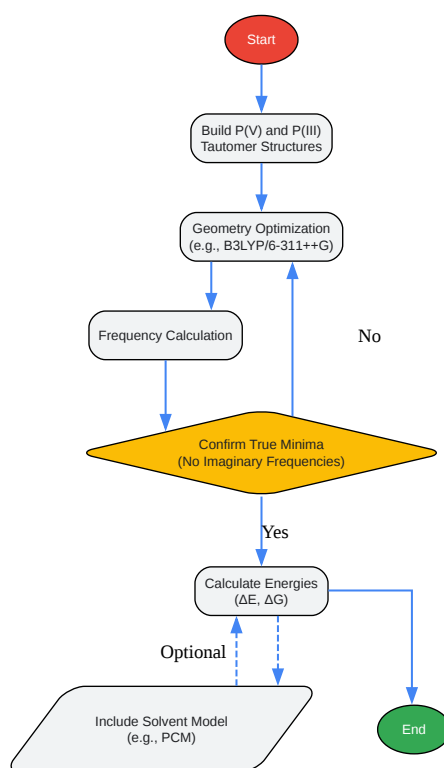 Start
Build P(V) and P(III)
Tautomer Structures
Geometry Optimization
(e.g., B3LYP/6-311++G)
Frequency Calculation
No
Confirm True Minima
(No Imaginary Frequencies)
Yes
Calculate Energies
(ΔE, ΔG)
Optional
Include Solvent Model
(e.g., PCM)
End